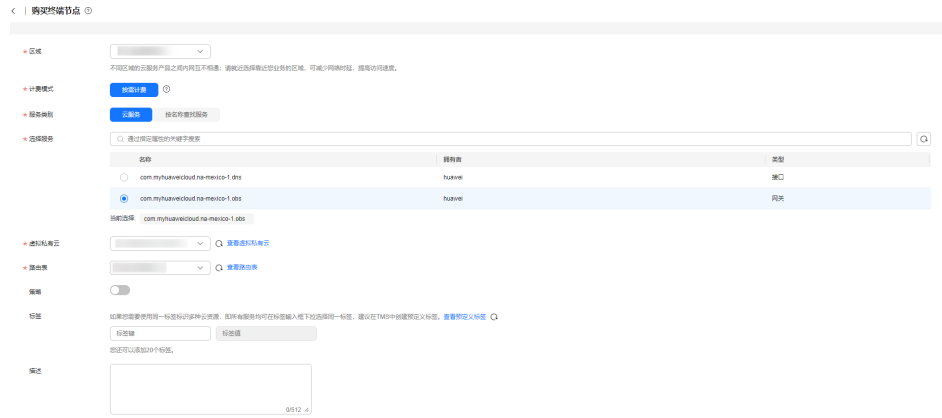 购买终端节点
* 区域
不同区域的云服务产品之间内网互不相通；请就近选择靠近您业务的区域，可减少网络时延，提高访问速度。
* 计费模式 按需计费
* 服务类别 云服务 按名称查找服务
* 选择服务 通过指定属性的关键字搜索
名称 拥有者 类型
com.myhuaweicloud.na-mexico-1.dns huawei 接口
com.myhuaweicloud.na-mexico-1.obs huawei 网关
当前选择: com.myhuaweicloud.na-mexico-1.obs
* 虚拟私有云 查看虚拟私有云
* 路由表 查看路由表
策略
标签 如果您需要使用同一标签标识多种云资源，即所有服务均可在标签输入框下拉选择同一标签，建议在TMS中创建预定义标签。查看预定义标签
标签键 标签值
您还可以添加20个标签。
描述
0/512